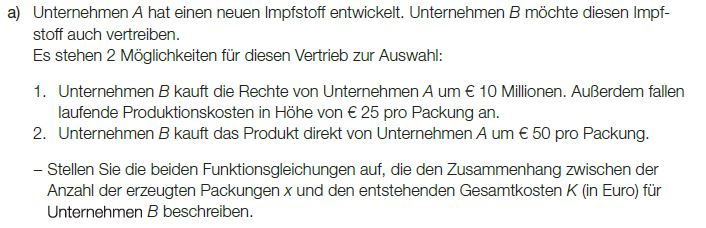 a) Unternehmen A hat einen neuen Impfstoff entwickelt. Unternehmen B möchte diesen Impf-
stoff auch vertreiben.
Es stehen 2 Möglichkeiten für diesen Vertrieb zur Auswahl:
1. Unternehmen B kauft die Rechte von Unternehmen A um € 10 Millionen. Außerdem fallen
laufende Produktionskosten in Höhe von € 25 pro Packung an.
2. Unternehmen B kauft das Produkt direkt von Unternehmen A um € 50 pro Packung.
– Stellen Sie die beiden Funktionsgleichungen auf, die den Zusammenhang zwischen der
Anzahl der erzeugten Packungen x und den entstehenden Gesamtkosten K (in Euro) für
Unternehmen B beschreiben.